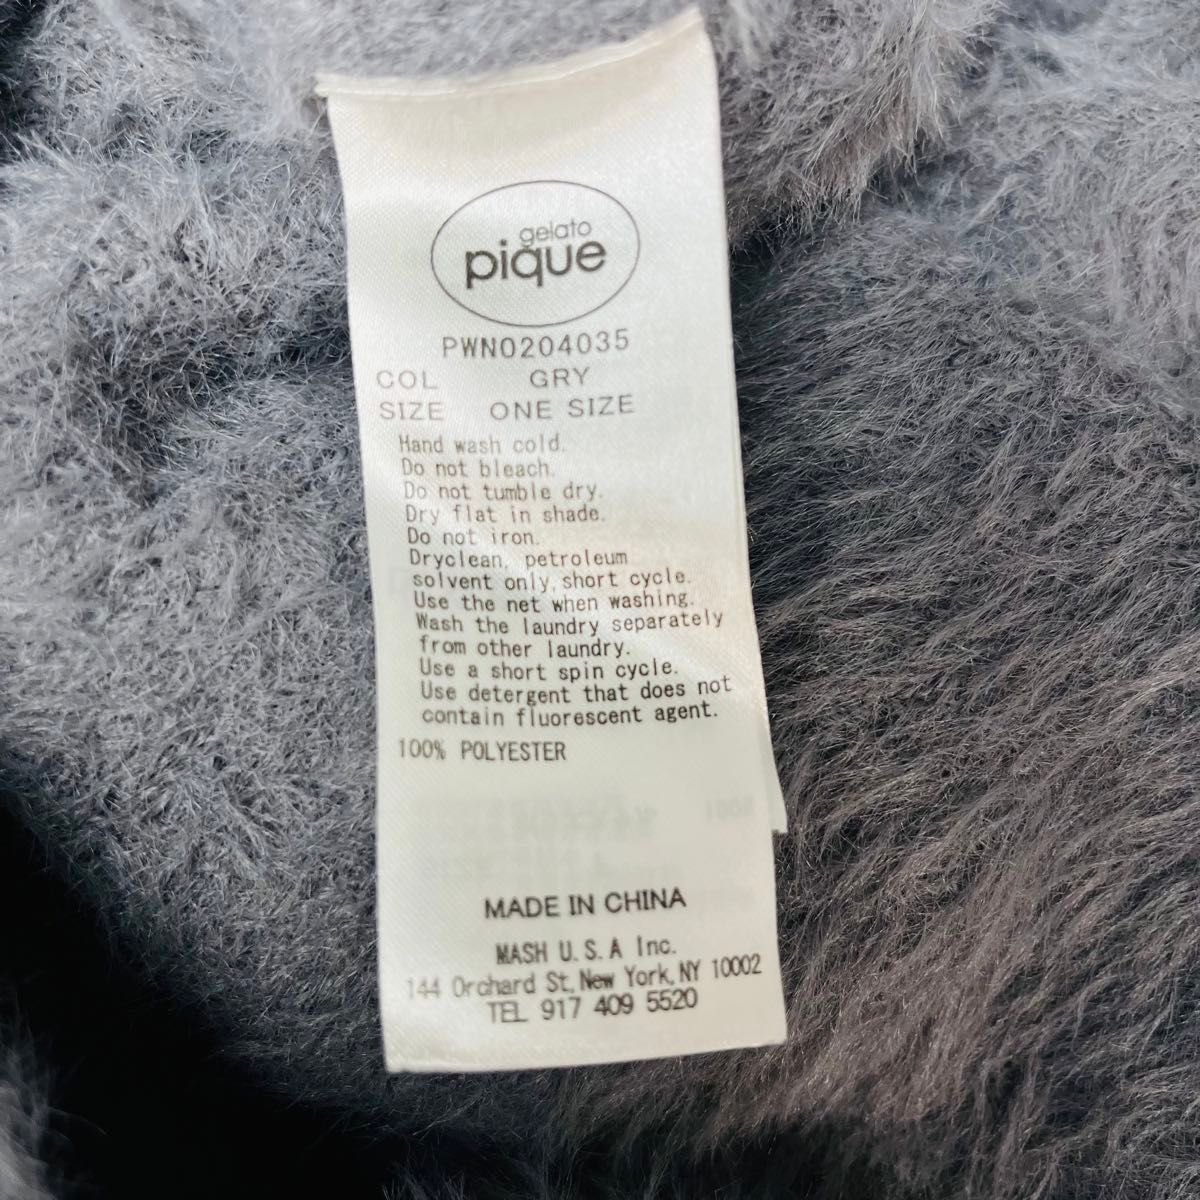 gelato
pique
PWNO204035
COL GRY
SIZE ONE SIZE
Hand wash cold.
Do not bleach.
Do not tumble dry.
Dry flat in shade.
Do not iron.
Dryclean, petroleum
solvent only, short cycle.
Use the net when washing.
Wash the laundry separately
from other laundry.
Use a short spin cycle.
Use detergent that does not
contain fluorescent agent.
100% POLYESTER
MADE IN CHINA
MASH U.S.A Inc.
144 Orchard St, New York, NY 10002
TEL 917 409 5520